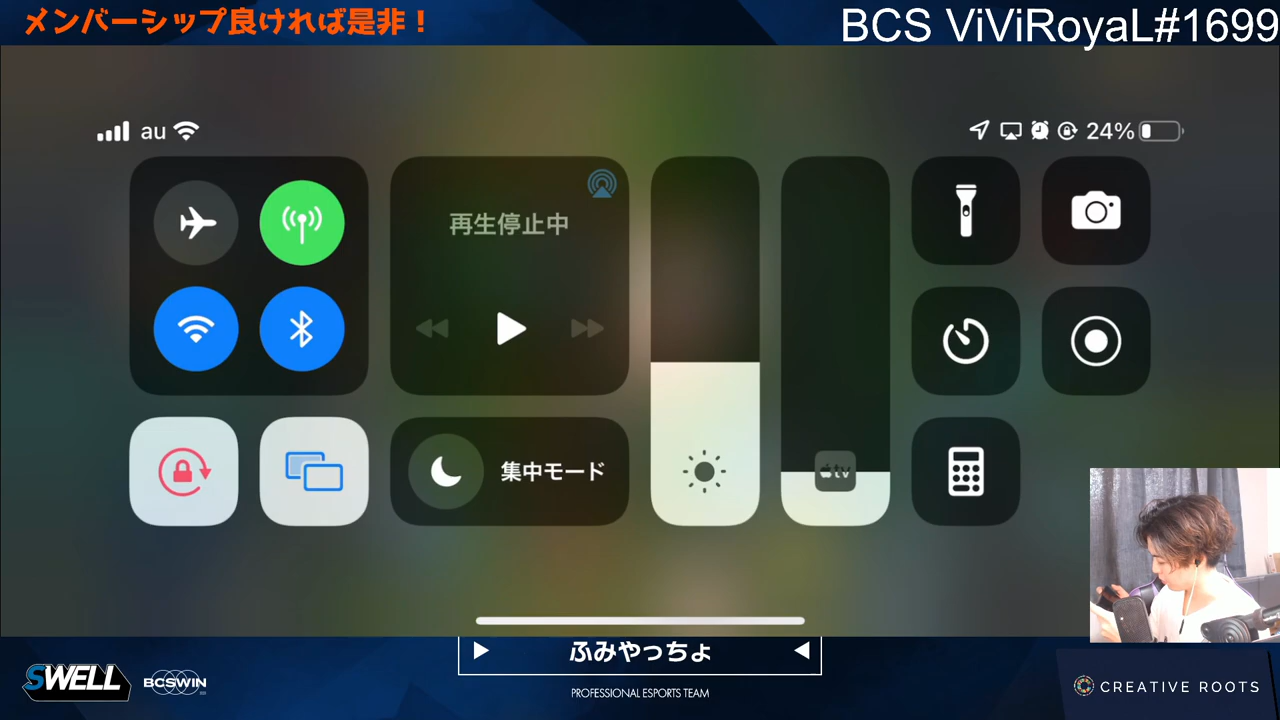 メンバーシップ良ければ是非！
BCS ViViRoyaL#1699
au
24%
再生停止中
集中モード
tv
ふみやっちょ
PROFESSIONAL ESPORTS TEAM
SWELL
BCSWIN
CREATIVE ROOTS